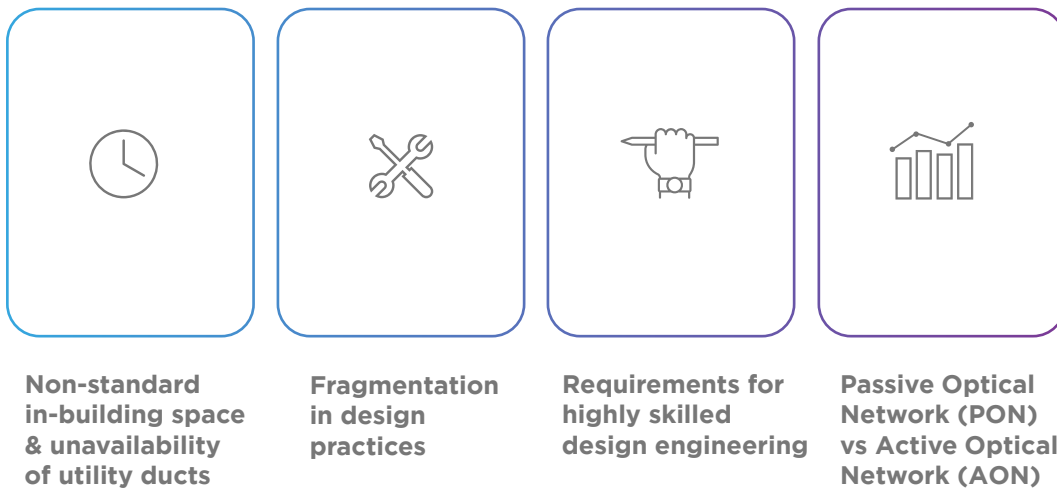 Non-standard
in-building space
& unavailability
of utility ducts
Fragmentation
in design
practices
Requirements for
highly skilled
design engineering
Passive Optical
Network (PON)
vs Active Optical
Network (AON)